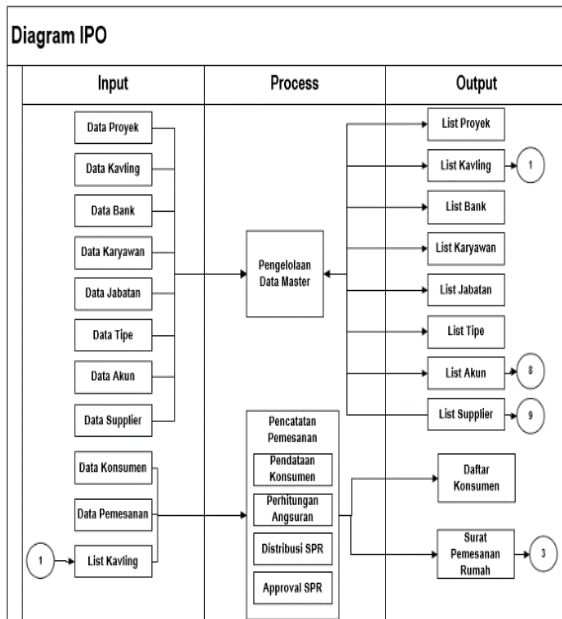 Diagram IPO
Input
Process
Output
Data Proyek
Data Kavling
Data Bank
Data Karyawan
Data Jabatan
Data Tipe
Data Akun
Data Supplier
Pengelolaan
Data Master
List Proyek
List Kavling
1
List Bank
List Karyawan
List Jabatan
List Tipe
List Akun
8
List Supplier
9
Data Konsumen
Data Pemesanan
1
List Kavling
Pencatatan
Pemesanan
Pendataan
Konsumen
Perhitungan
Angsuran
Distribusi SPR
Approval SPR
Daftar
Konsumen
Surat
Pemesanan
Rumah
3